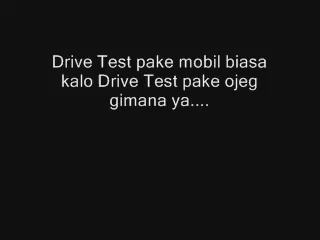 Drive Test pake mobil biasa
kalo Drive Test pake ojeg
gimana ya....